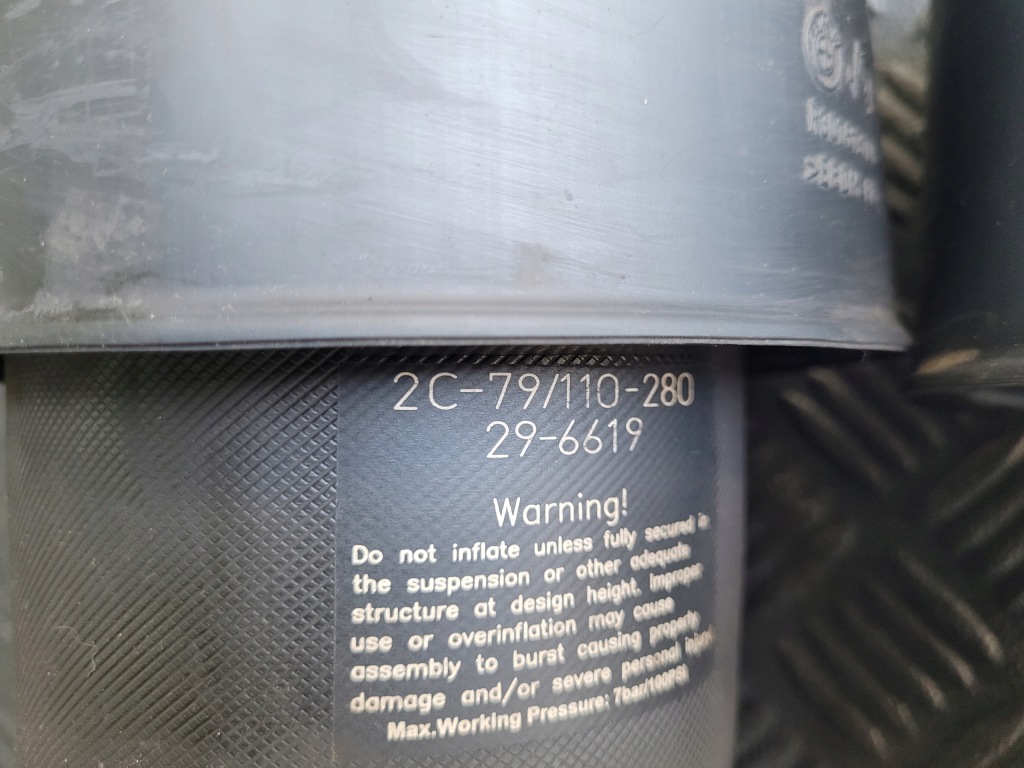 2C-79/110-280
29-6619
Warning!
Do not inflate unless fully secured in
the suspension or other adequate
structure at design height. Improper
use or overinflation may cause
assembly to burst causing property
damage and/or severe personal injury
Max.Working Pressure: 7bar/100PSI